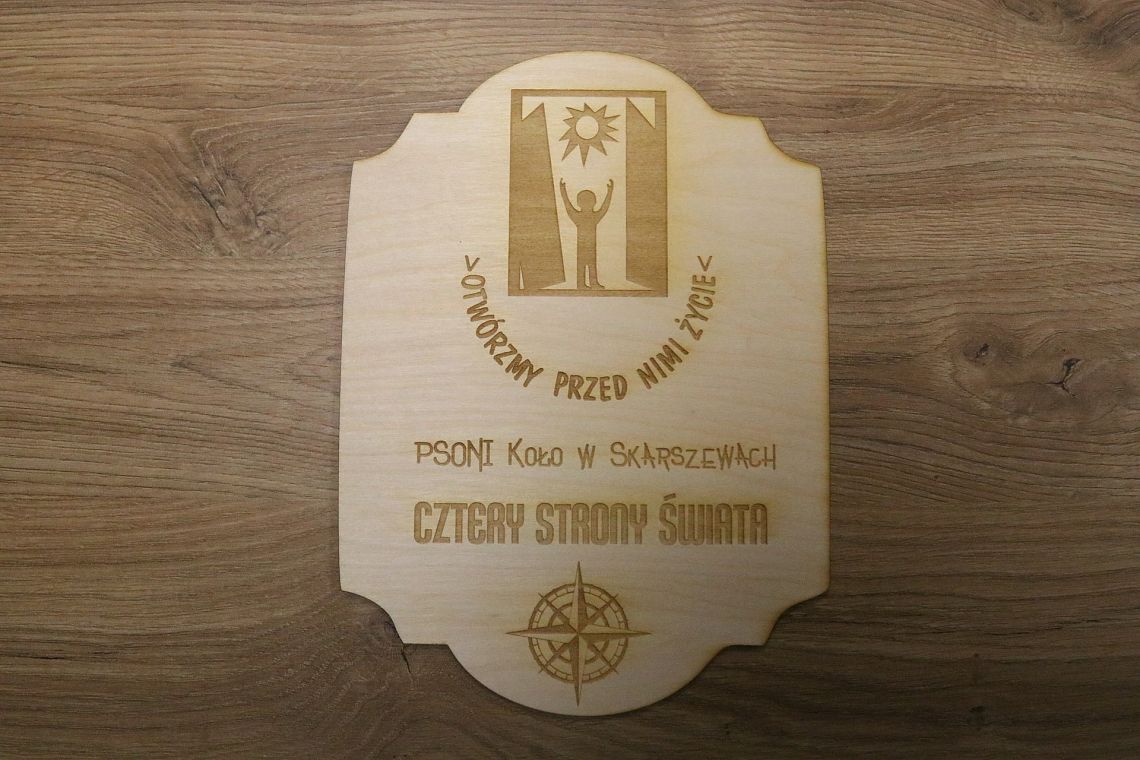 >OTWÓRZMY PRZED NIMI ŻYCIE<
PSONI KOŁO W SKARSZEWACH
CZTERY STRONY ŚWIATA